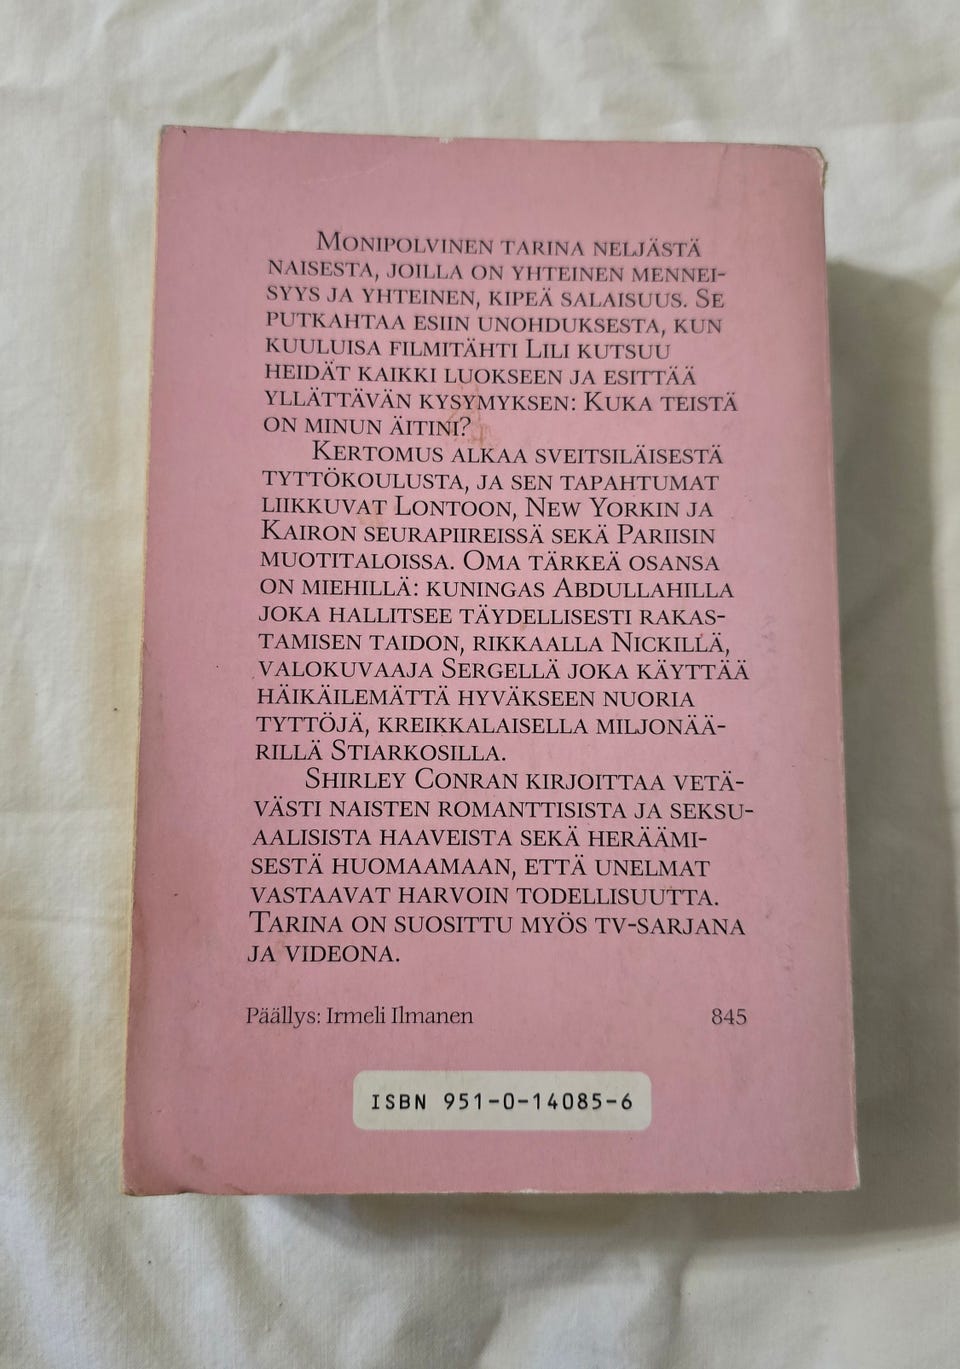 MONIPOLVINEN TARINA NELJÄSTÄ
NAISESTA, JOILLA ON YHTEINEN MENNEI-
SYYS JA YHTEINEN, KIPEÄ SALAISUUS. SE
PUTKAHTAA ESIIN UNOHDUKSESTA, KUN
KUULUISA FILMITÄHTI LILI KUTSUU
HEIDÄT KAIKKI LUOKSEEN JA ESITTÄÄ
YLLÄTTÄVÄN KYSYMYKSEN: KUKA TEISTÄ
ON MINUN ÄITINI?
KERTOMUS ALKAA SVEITSILÄISESTÄ
TYTTÖKOULUSTA, JA SEN TAPAHTUMAT
LIIKKUVAT LONTOON, NEW YORKIN JA
KAIRON SEURAPIIREISSÄ SEKÄ PARIISIN
MUOTITALOISSA. OMA TÄRKEÄ OSANSA
ON MIEHILLÄ: KUNINGAS ABDULLAHILLA
JOKA HALLITSEE TÄYDELLISESTI RAKAS-
TAMISEN TAIDON, RIKKAALLA NICKILLÄ,
VALOKUVAAJA SERGELLÄ JOKA KÄYTTÄÄ
HÄIKÄILEMÄTTÄ HYVÄKSEEN NUORIA
TYTTÖJÄ, KREIKKALAISELLA MILJONÄÄ-
RILLÄ STIARKOSILLA.
SHIRLEY CONRAN KIRJOITTAA VETÄ-
VÄSTI NAISTEN ROMANTTISISTA JA SEKSU-
AALISISTA HAAVEISTA SEKÄ HERÄÄMI-
SESTÄ HUOMAAMAAN, ETTÄ UNELMAT
VASTAAVAT HARVOIN TODELLISUUTTA.
TARINA ON SUOSITTU MYÖS TV-SARJANA
JA VIDEONA.
Päällys: Irmeli Ilmanen 845
ISBN 951-0-14085-6